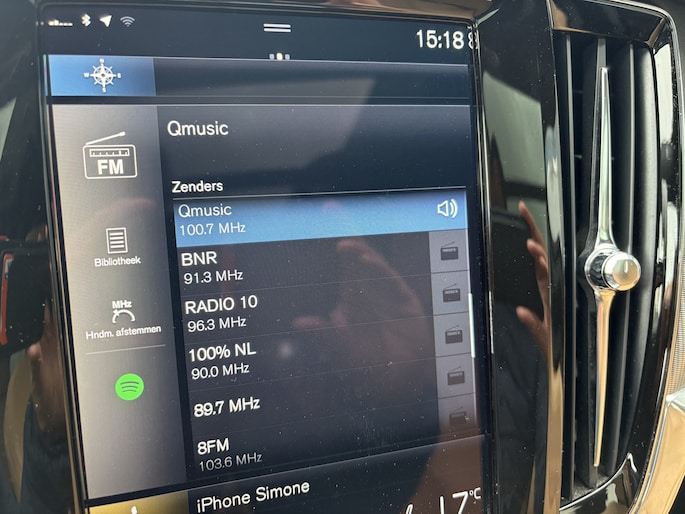 15:18
FM
Qmusic
Zenders
Qmusic
100.7 MHz
BNR
91.3 MHz
Bibliotheek
RADIO 10
96.3 MHz
MHz
Hndm. afstemmen
100% NL
90.0 MHz
89.7 MHz
8FM
103.6 MHz
iPhone Simone